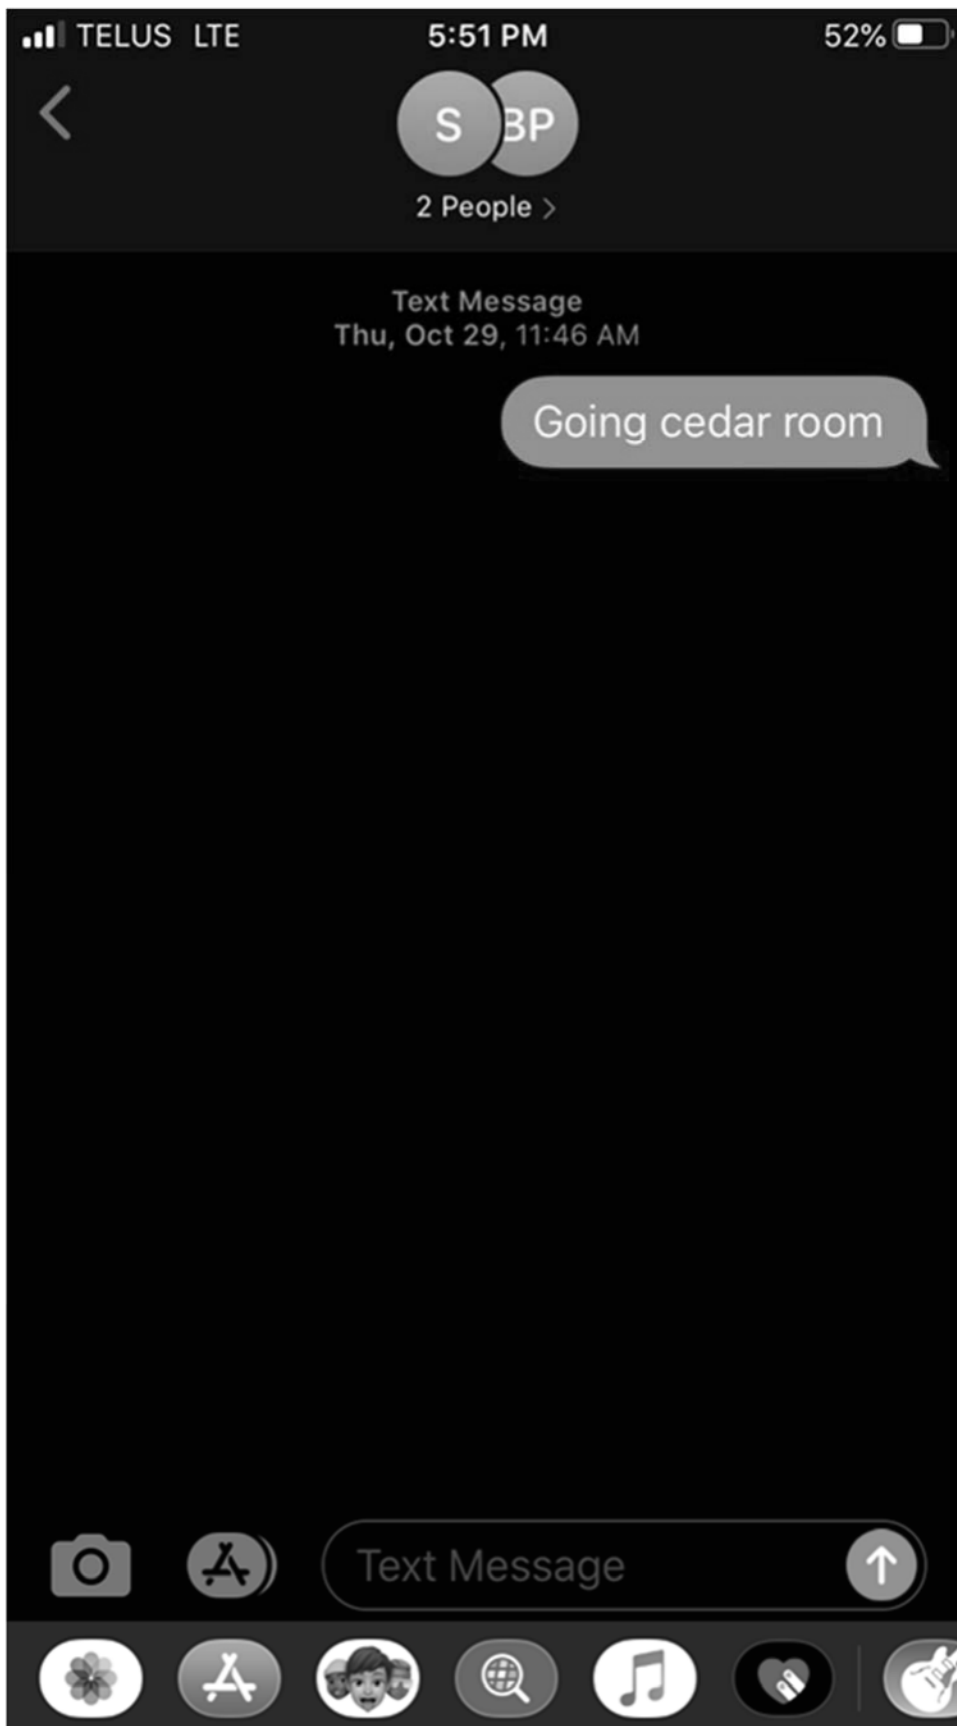 TELUS LTE 5:51 PM 52%
S BP
2 People >
Text Message
Thu, Oct 29, 11:46 AM
Going cedar room
Text Message